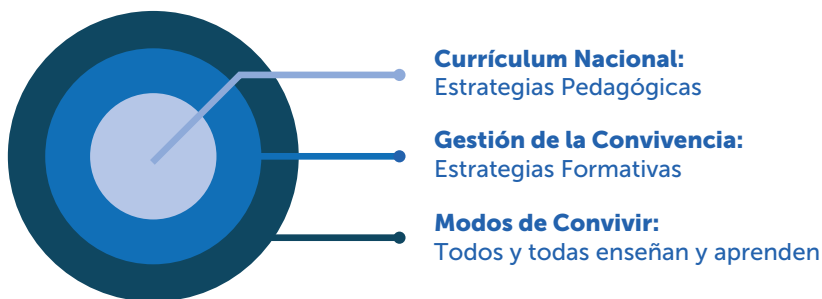 Currículum Nacional:
Estrategias Pedagógicas
Gestión de la Convivencia:
Estrategias Formativas
Modos de Convivir:
Todos y todas enseñan y aprenden